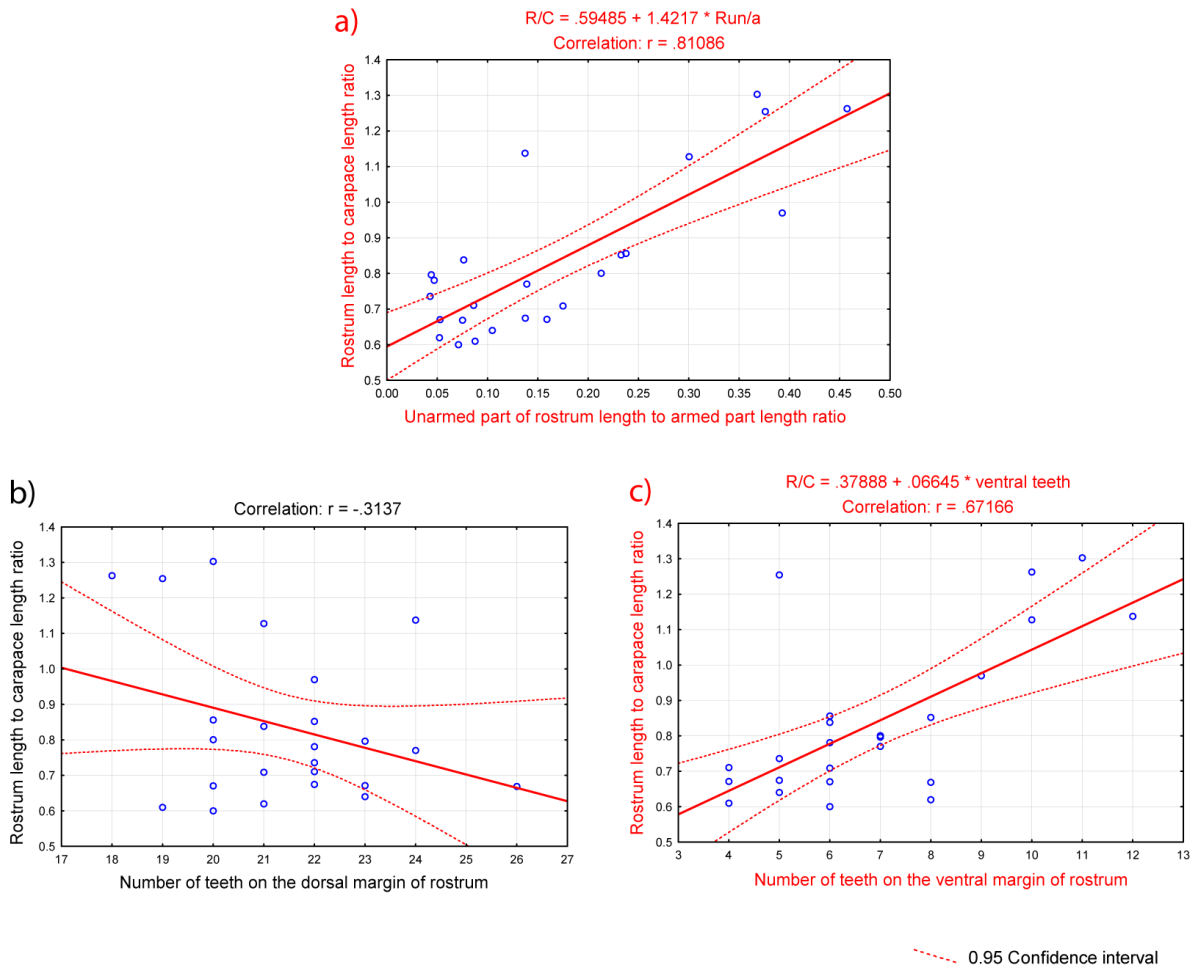 a)
R/C = .59485 + 1.4217 * Run/a
Correlation: r = .81086
Rostrum length to carapace length ratio
1.4
1.3
1.2
1.1
1.0
0.9
0.8
0.7
0.6
0.5
0.00 0.05 0.10 0.15 0.20 0.25 0.30 0.35 0.40 0.45 0.50
Unarmed part of rostrum length to armed part length ratio
b)
Correlation: r = -.3137
Rostrum length to carapace length ratio
1.4
1.3
1.2
1.1
1.0
0.9
0.8
0.7
0.6
0.5
17 18 19 20 21 22 23 24 25 26 27
Number of teeth on the dorsal margin of rostrum
c)
R/C = .37888 + .06645 * ventral teeth
Correlation: r = .67166
Rostrum length to carapace length ratio
1.4
1.3
1.2
1.1
1.0
0.9
0.8
0.7
0.6
0.5
3 4 5 6 7 8 9 10 11 12 13
Number of teeth on the ventral margin of rostrum
0.95 Confidence interval